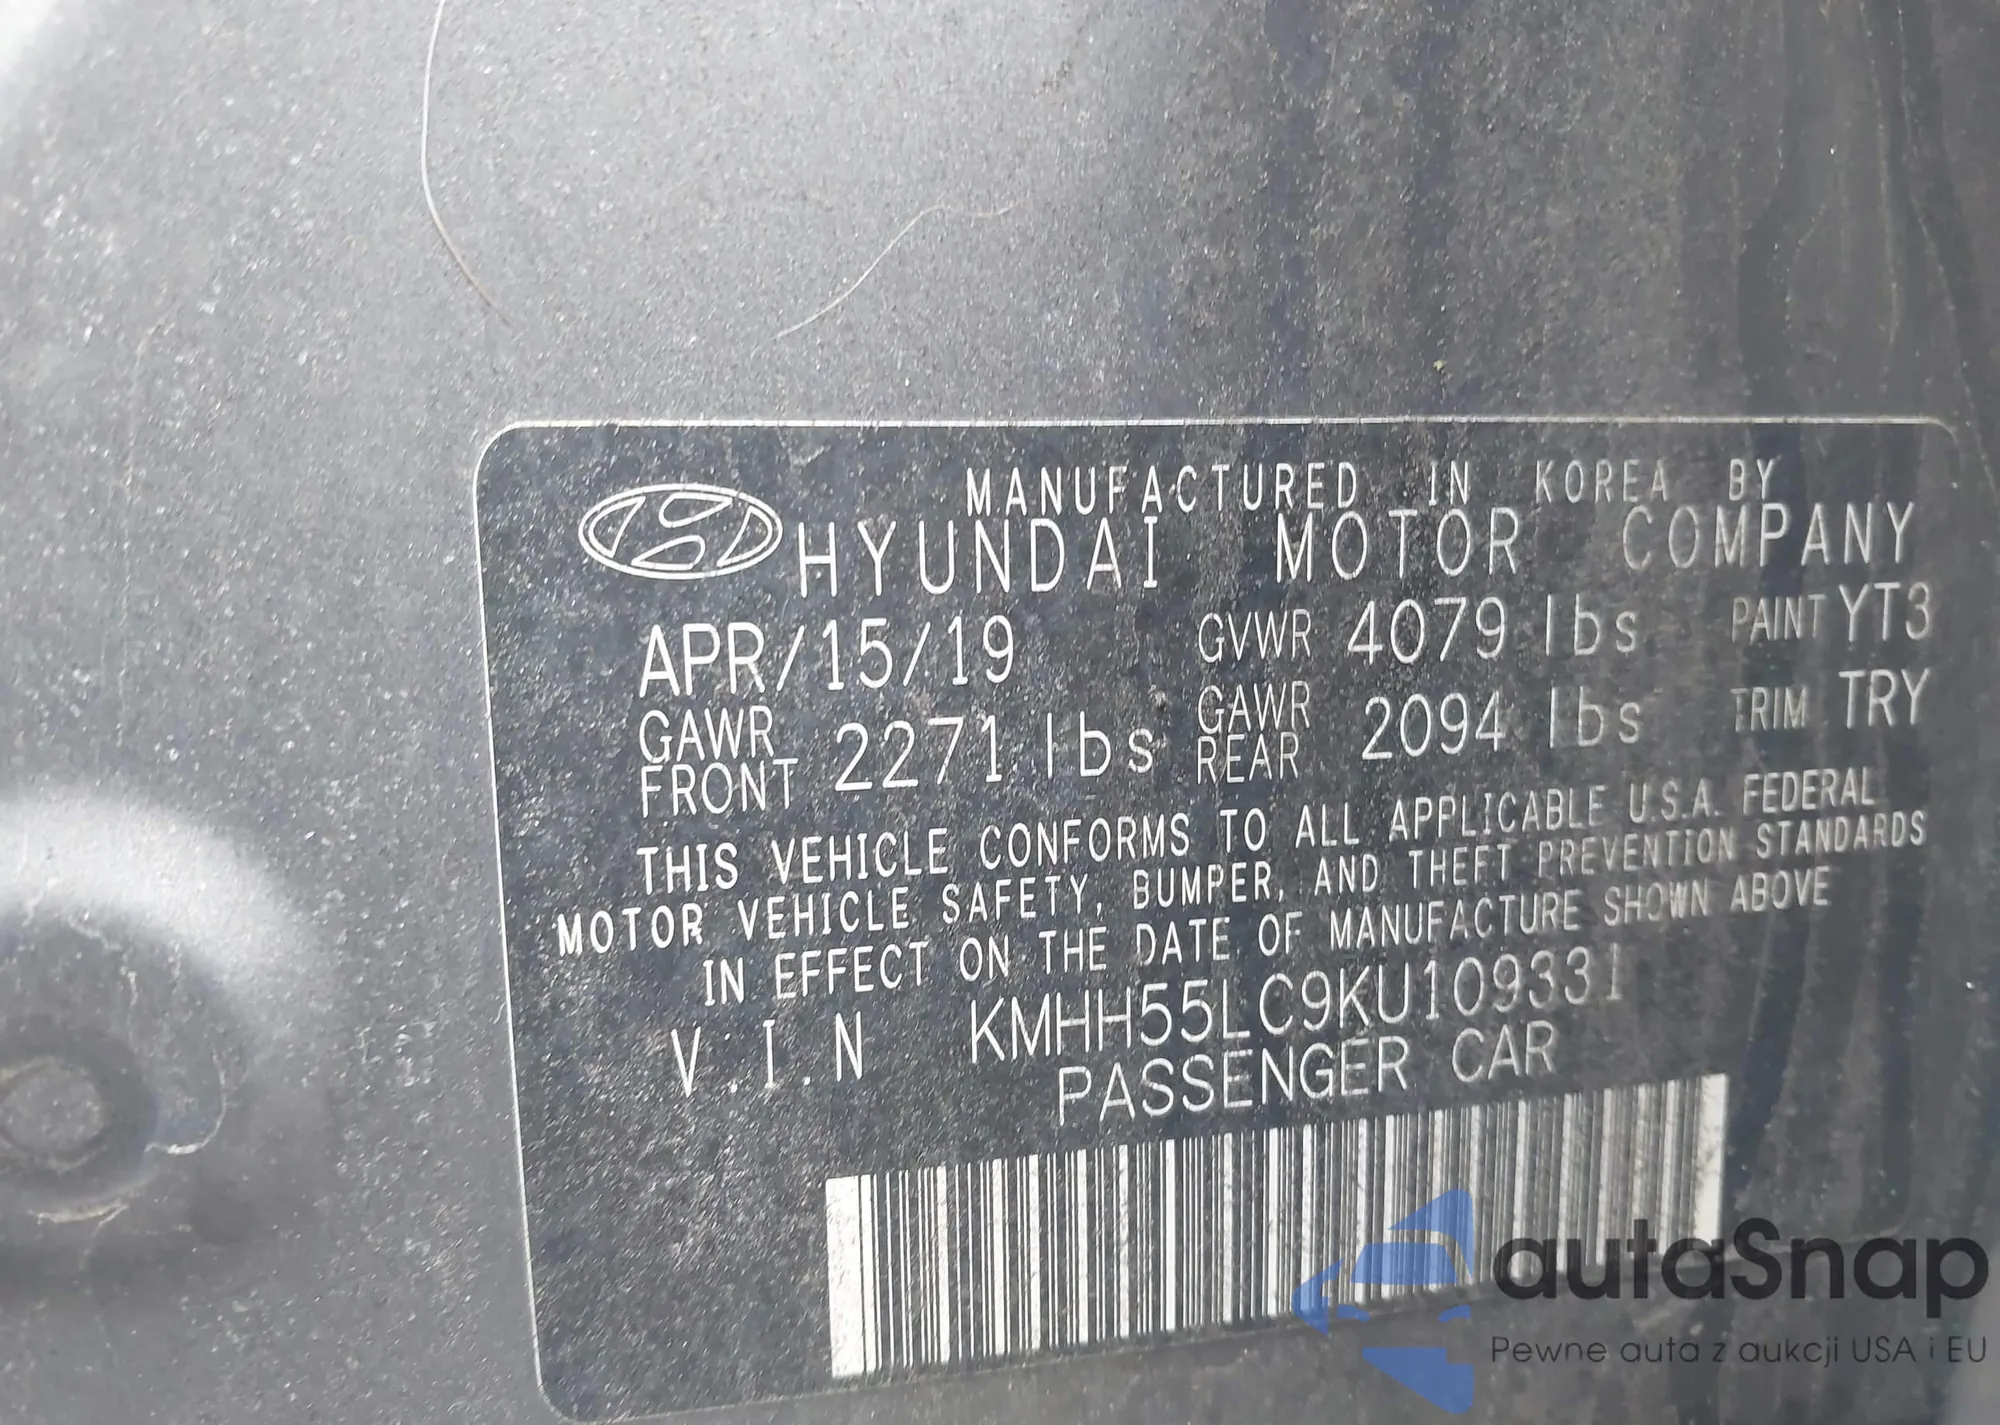 MANUFACTURED IN KOREA BY
HYUNDAI MOTOR COMPANY
APR/15/19 GVWR 4079 lbs PAINT YT3
GAWR FRONT 2271 lbs GAWR REAR 2094 lbs TRIM TRY
THIS VEHICLE CONFORMS TO ALL APPLICABLE U.S.A. FEDERAL
MOTOR VEHICLE SAFETY, BUMPER, AND THEFT PREVENTION STANDARDS
IN EFFECT ON THE DATE OF MANUFACTURE SHOWN ABOVE
V.I.N KMHH55LC9KU109331
PASSENGER CAR
autaSnap
Pewne auta z aukcji USA i EU